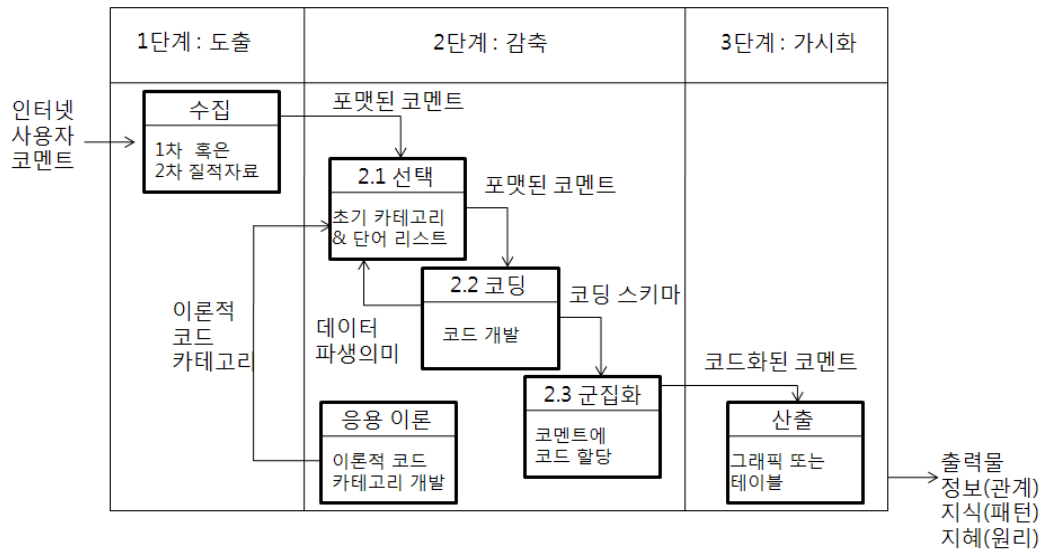 1단계 : 도출
2단계 : 감축
3단계 : 가시화
인터넷
사용자
코멘트
수집
1차 혹은
2차 질적자료
포맷된 코멘트
2.1 선택
초기 카테고리
& 단어 리스트
포맷된 코멘트
2.2 코딩
코드 개발
이론적
코드
카테고리
데이터
파생의미
코딩 스키마
2.3 군집화
코멘트에
코드 할당
코드화된 코멘트
응용 이론
이론적 코드
카테고리 개발
산출
그래픽 또는
테이블
출력물
정보(관계)
지식(패턴)
지혜(원리)